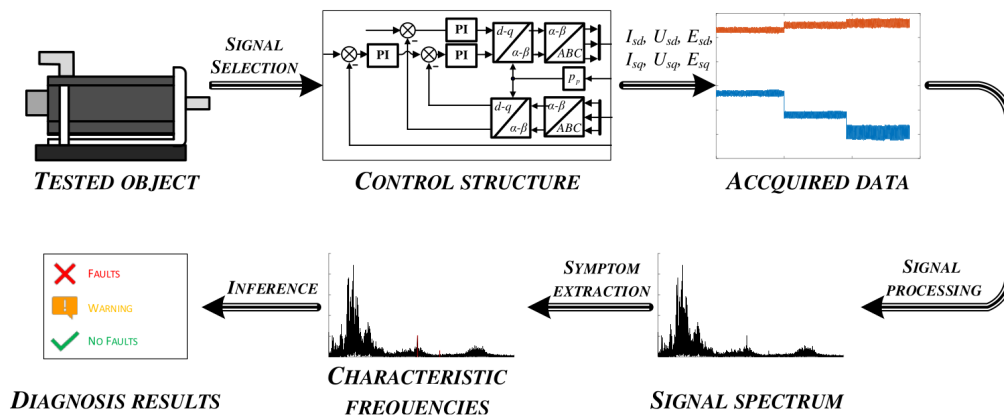 SIGNAL
SELECTION
PI
d-q
α-β
α-β
ABC
PI
PI
pp
d-q
α-β
α-β
ABC
Isd, Usd, Esd,
Isq, Usq, Esq
TESTED OBJECT
CONTROL STRUCTURE
ACCQUIRED DATA
FAULTS
WARNING
NO FAULTS
INFERENCE
SYMPTOM
EXTRACTION
SIGNAL
PROCESSING
DIAGNOSIS RESULTS
CHARACTERISTIC
FREQUENCIES
SIGNAL SPECTRUM